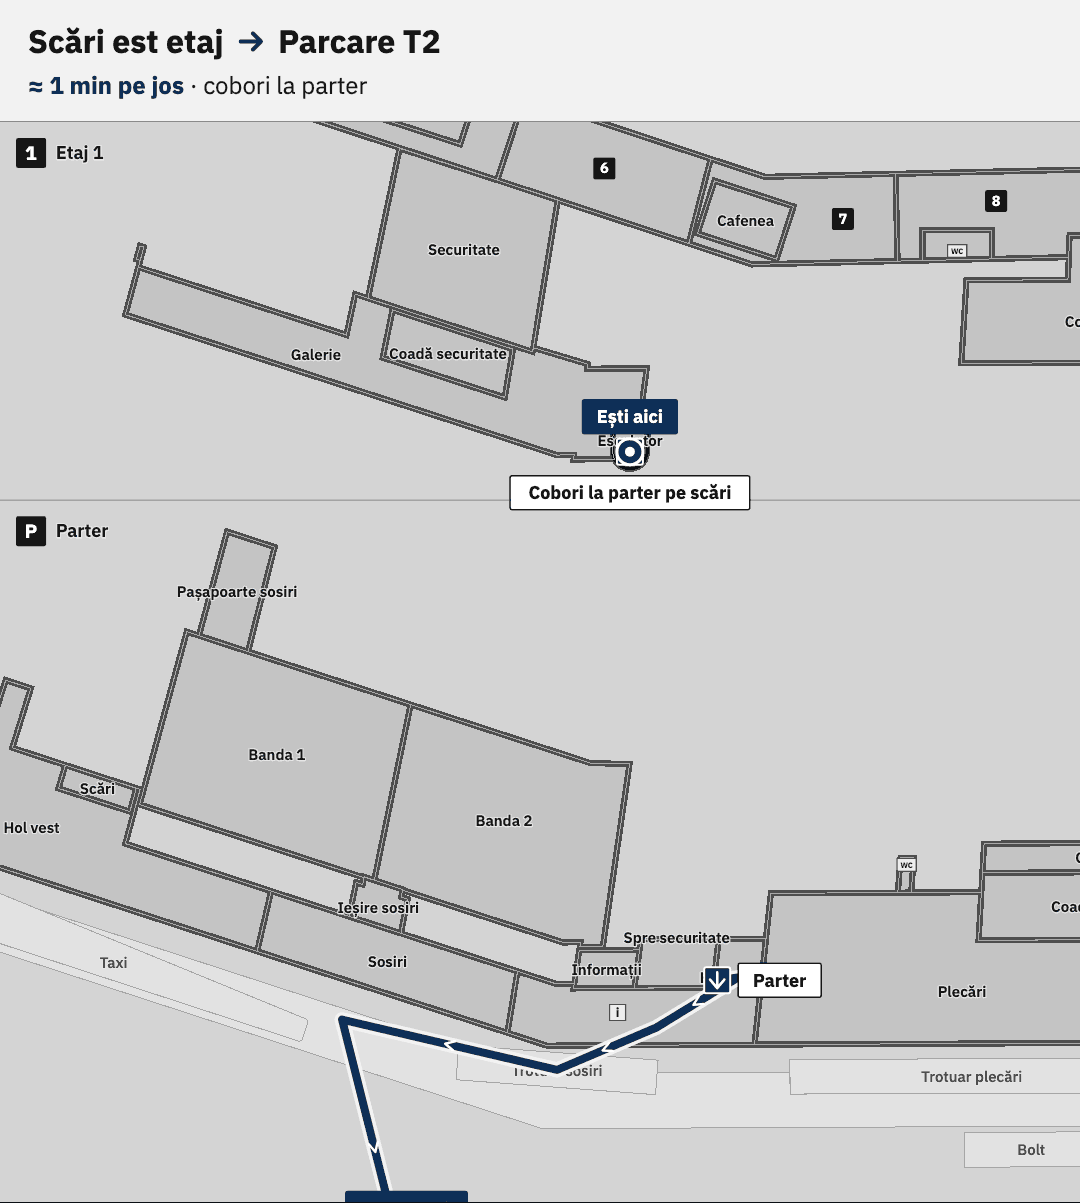 Scări est etaj → Parcare T2
≈ 1 min pe jos · cobori la parter
1 Etaj 1
6
Cafenea
7
8
WC
Securitate
Galerie
Coadă securitate
Ești aici
Cobori la parter pe scări
P Parter
Pașapoarte sosiri
Banda 1
Banda 2
Scări
Hol vest
Ieșire sosiri
Sosiri
Taxi
Spre securitate
Informații
i
Parter
WC
Plecări
sosiri
Trotuar plecări
Bolt